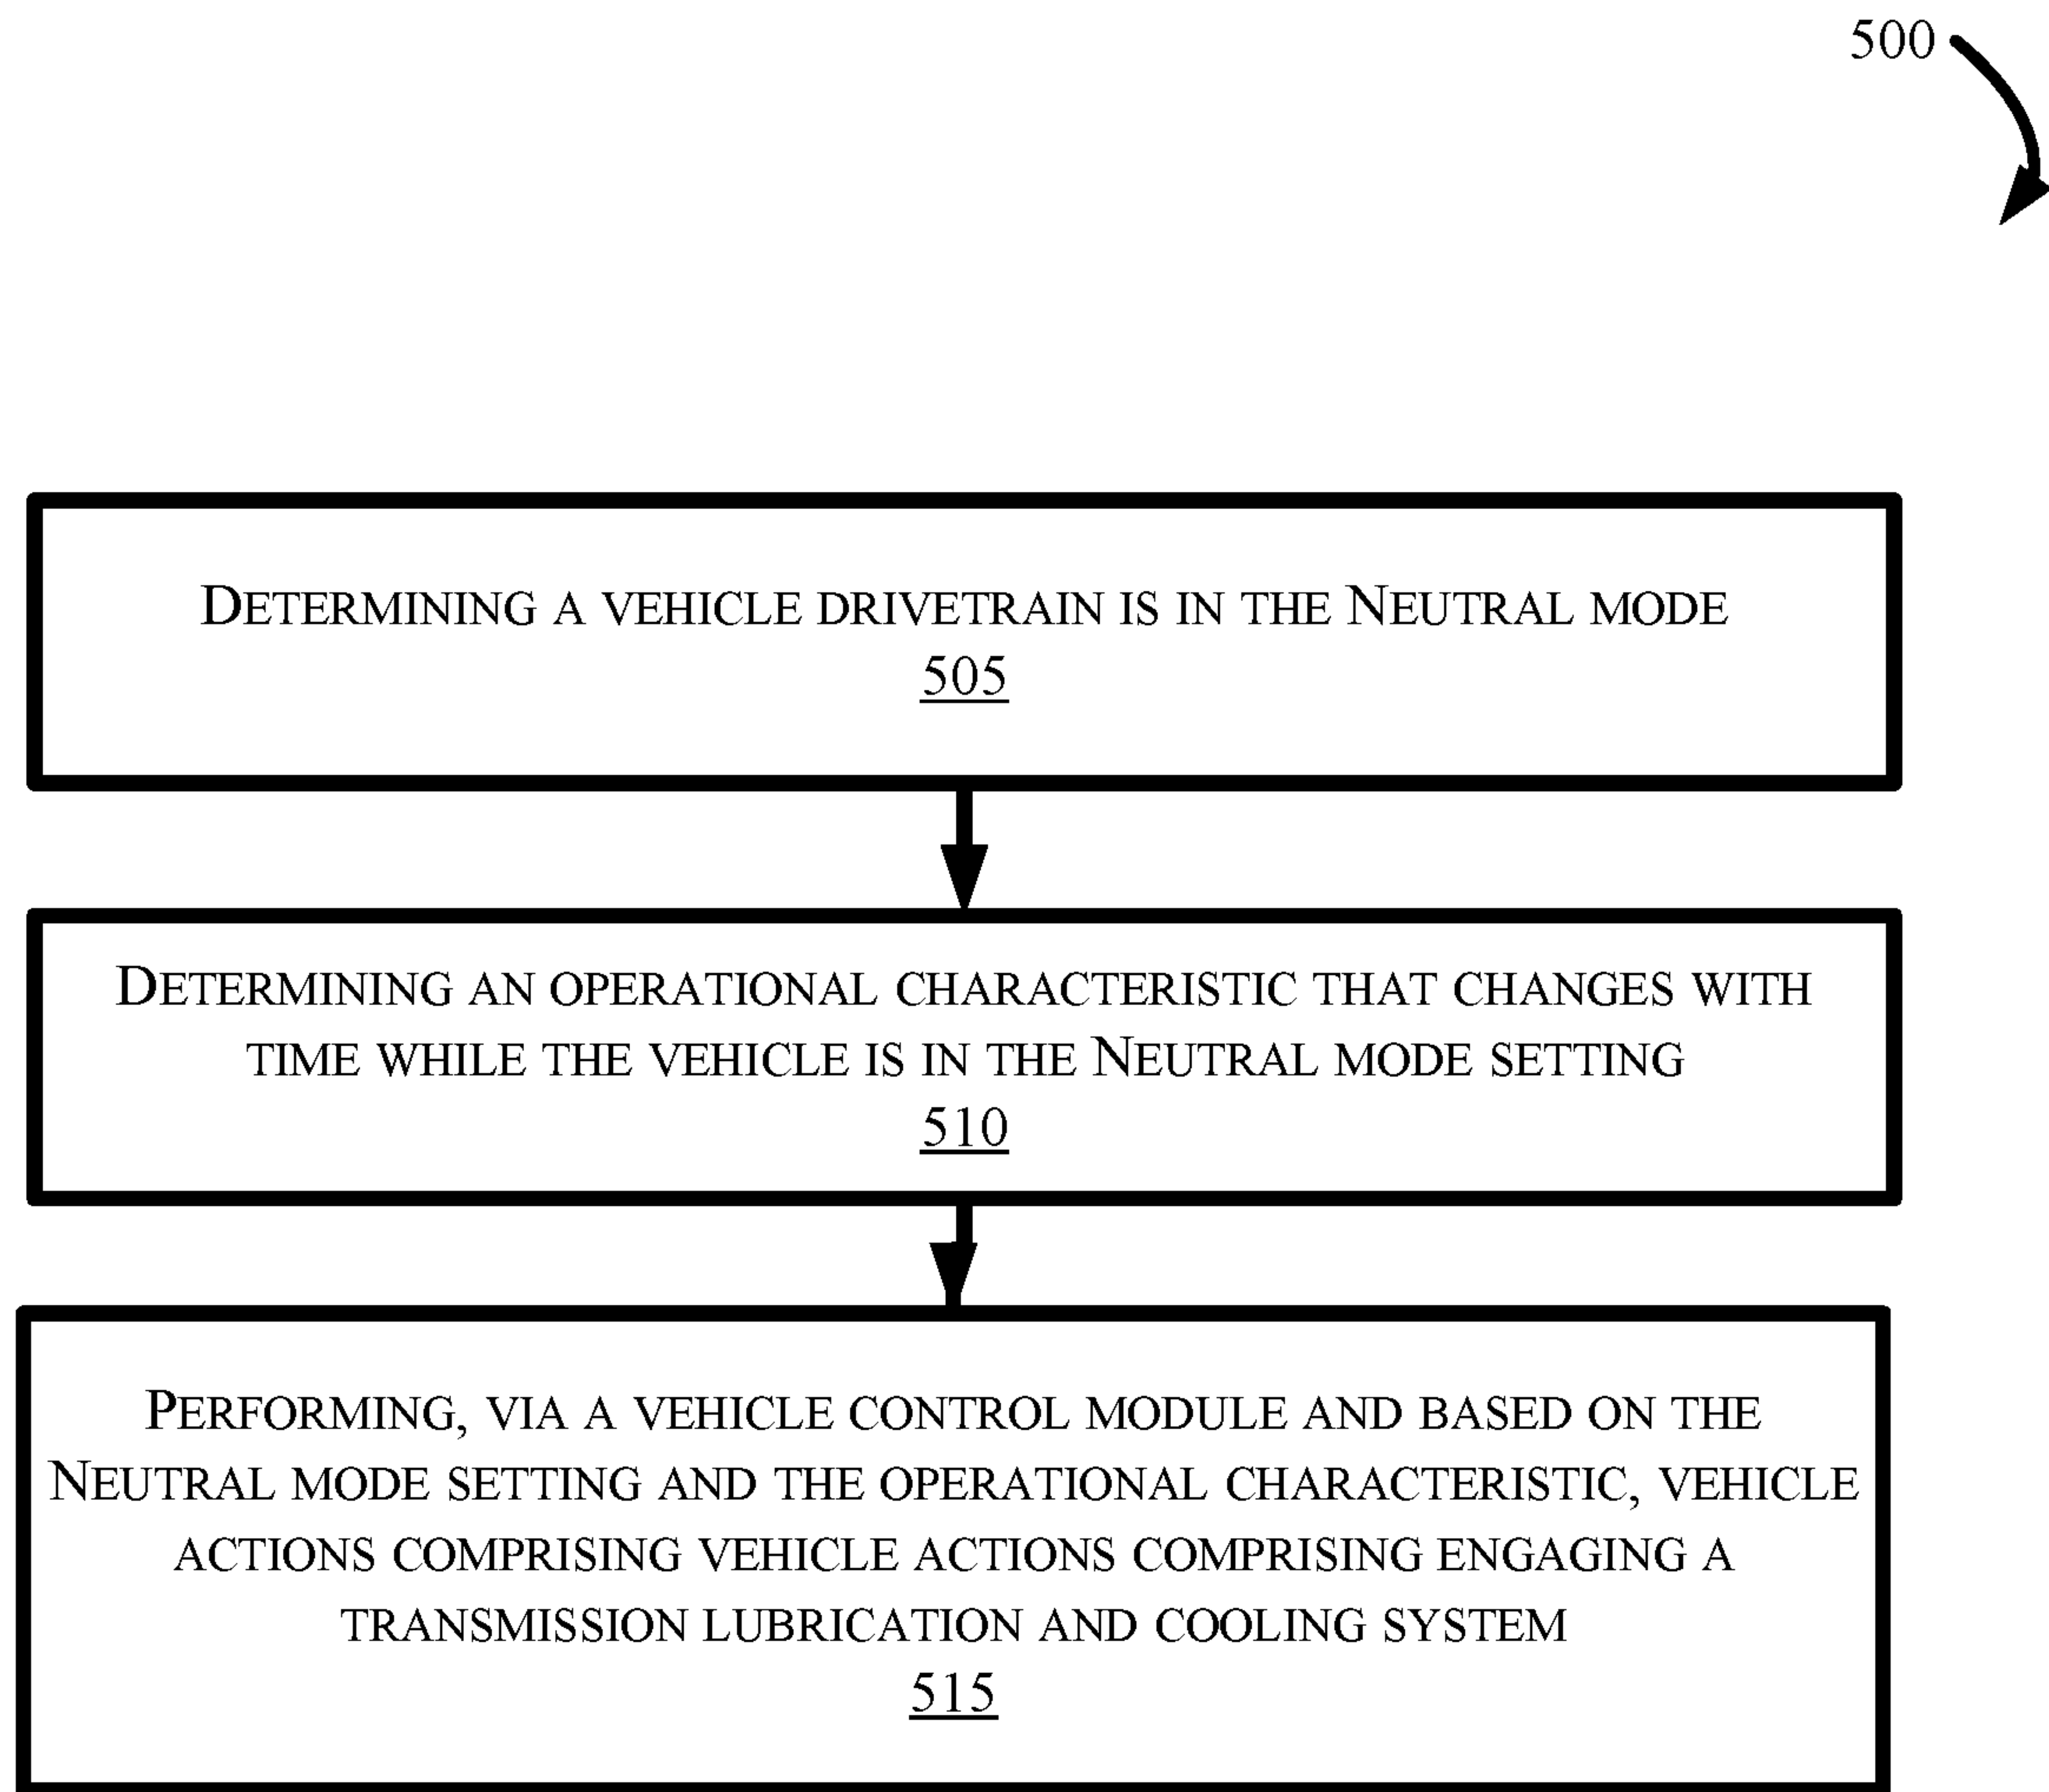 500
Determining a vehicle drivetrain is in the Neutral mode
505
Determining an operational characteristic that changes with
time while the vehicle is in the Neutral mode setting
510
Performing, via a vehicle control module and based on the
Neutral mode setting and the operational characteristic, vehicle
actions comprising vehicle actions comprising engaging a
transmission lubrication and cooling system
515